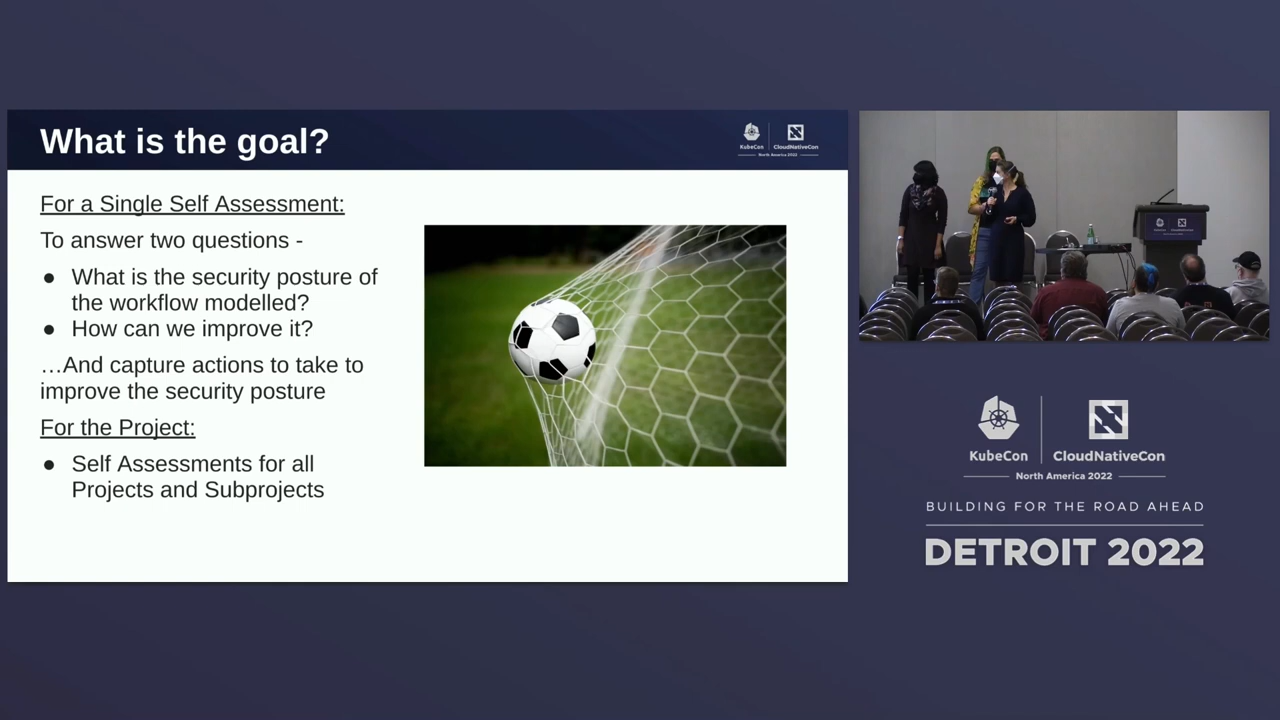 What is the goal?
KubeCon
CloudNativeCon
North America 2022
For a Single Self Assessment:
To answer two questions -
● What is the security posture of
the workflow modelled?
● How can we improve it?
…And capture actions to take to
improve the security posture
For the Project:
● Self Assessments for all
Projects and Subprojects
KubeCon
CloudNativeCon
North America 2022
BUILDING FOR THE ROAD AHEAD
DETROIT 2022